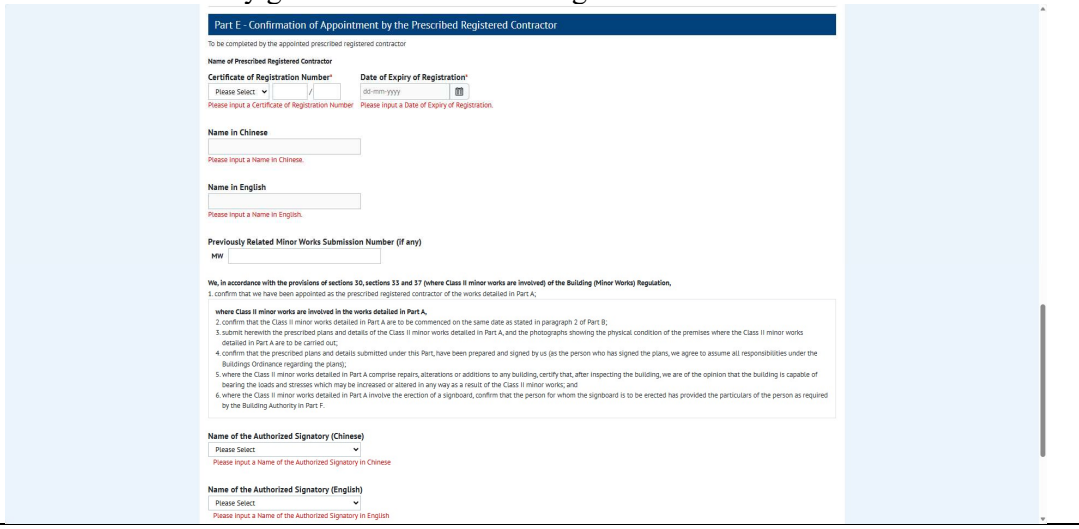 Part E - Confirmation of Appointment by the Prescribed Registered Contractor
To be completed by the appointed prescribed registered contractor
Name of Prescribed Registered Contractor
Certificate of Registration Number* Date of Expiry of Registration*
Please Select / dd-mm-yyyy
Please input a Certificate of Registration Number Please input a Date of Expiry of Registration.
Name in Chinese
Please input a Name in Chinese.
Name in English
Please input a Name in English.
Previously Related Minor Works Submission Number (if any)
MW
We, in accordance with the provisions of sections 30, sections 33 and 37 (where Class II minor works are involved) of the Building (Minor Works) Regulation,
1. confirm that we have been appointed as the prescribed registered contractor of the works detailed in Part A;
where Class II minor works are involved in the works detailed in Part A,
2. confirm that the Class II minor works detailed in Part A are to be commenced on the same date as stated in paragraph 2 of Part B;
3. submit herewith the prescribed plans and details of the Class II minor works detailed in Part A, and the photographs showing the physical condition of the premises where the Class II minor works
detailed in Part A are to be carried out;
4. confirm that the prescribed plans and details submitted under this Part, have been prepared and signed by us (as the person who has signed the plans, we agree to assume all responsibilities under the
Buildings Ordinance regarding the plans);
5. where the Class II minor works detailed in Part A comprise repairs, alterations or additions to any building, certify that, after inspecting the building, we are of the opinion that the building is capable of
bearing the loads and stresses which may be increased or altered in any way as a result of the Class II minor works; and
6. where the Class II minor works detailed in Part A involve the erection of a signboard, confirm that the person for whom the signboard is to be erected has provided the particulars of the person as required
by the Building Authority in Part F.
Name of the Authorized Signatory (Chinese)
Please Select
Please input a Name of the Authorized Signatory in Chinese
Name of the Authorized Signatory (English)
Please Select
Please input a Name of the Authorized Signatory in English